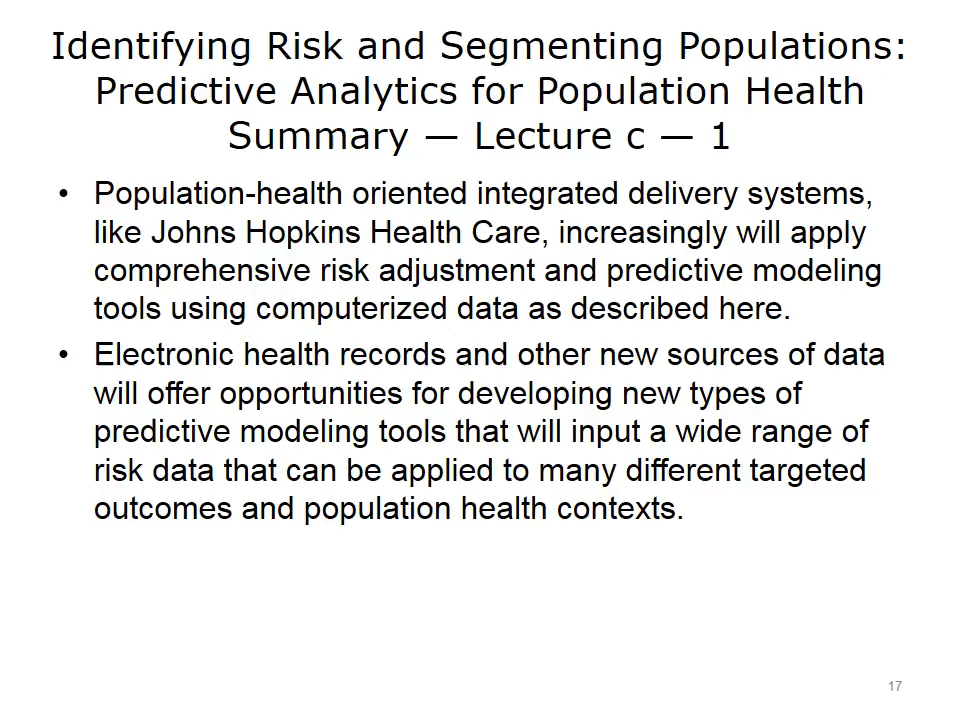 Identifying Risk and Segmenting Populations:
Predictive Analytics for Population Health
Summary — Lecture c — 1
• Population-health oriented integrated delivery systems,
like Johns Hopkins Health Care, increasingly will apply
comprehensive risk adjustment and predictive modeling
tools using computerized data as described here.
• Electronic health records and other new sources of data
will offer opportunities for developing new types of
predictive modeling tools that will input a wide range of
risk data that can be applied to many different targeted
outcomes and population health contexts.
17